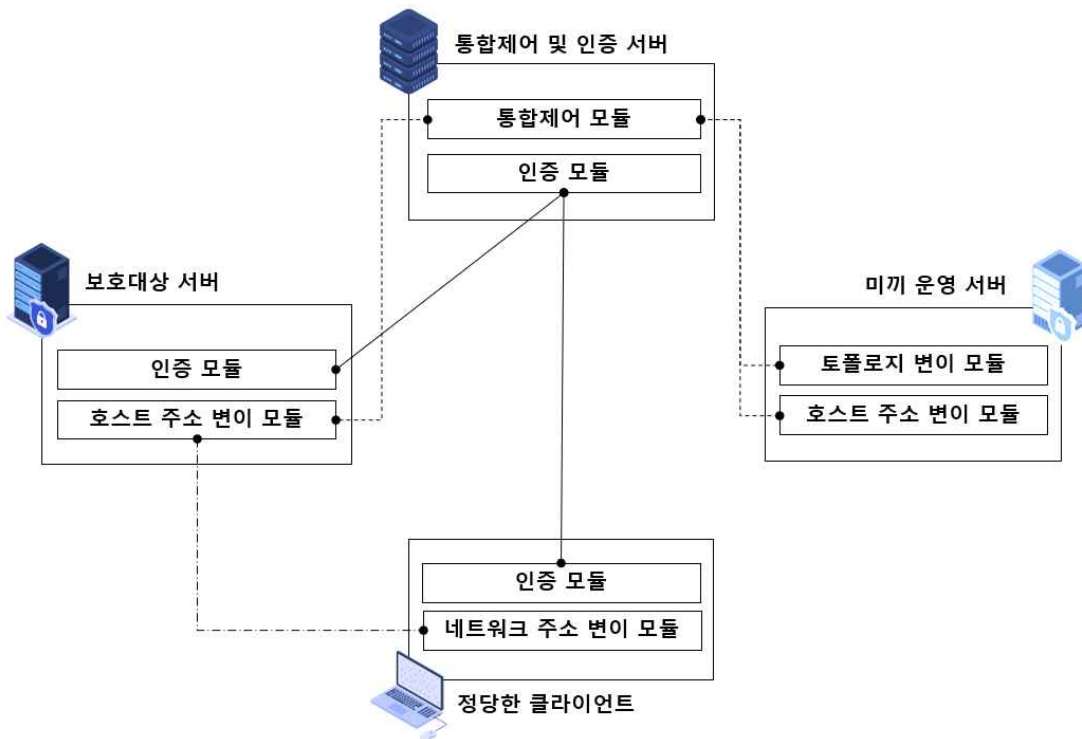 통합제어 및 인증 서버
통합제어 모듈
인증 모듈
보호대상 서버
인증 모듈
호스트 주소 변이 모듈
미끼 운영 서버
토폴로지 변이 모듈
호스트 주소 변이 모듈
인증 모듈
네트워크 주소 변이 모듈
정당한 클라이언트